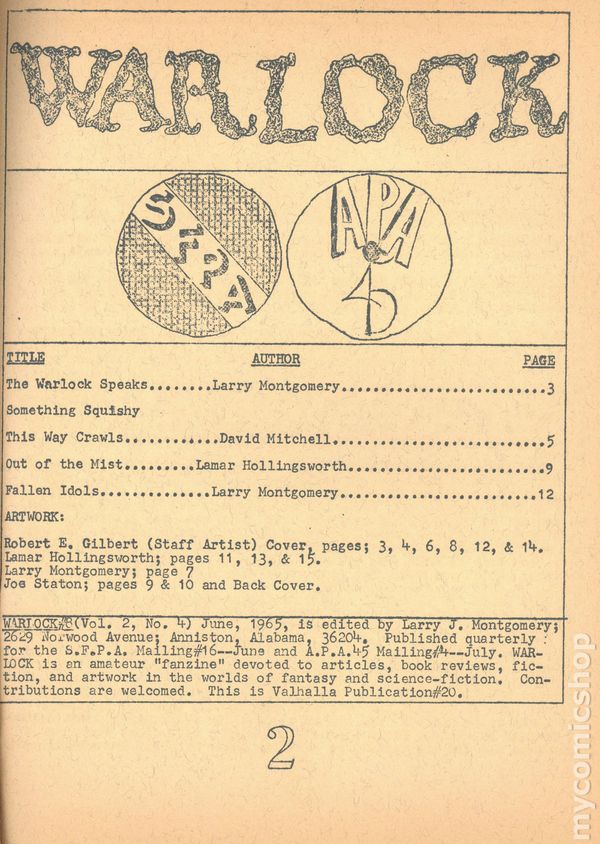 WARLOCK
SFPA
APA
45
TITLE AUTHOR PAGE
The Warlock Speaks........Larry Montgomery..........................3
Something Squishy
This Way Crawls............David Mitchell...........................5
Out of the Mist.........Lamar Hollingsworth.........................9
Fallen Idols..............Larry Montgomery.........................12
ARTWORK:
Robert E. Gilbert (Staff Artist) Cover, pages; 3, 4, 6, 8, 12, & 14.
Lamar Hollingsworth; pages 11, 13, & 15.
Larry Montgomery; page 7
Joe Staton; pages 9 & 10 and Back Cover.
WARLOCK#8(Vol. 2, No. 4) June, 1965, is edited by Larry J. Montgomery;
2629 Norwood Avenue; Anniston, Alabama, 36204. Published quarterly
for the S.F.P.A. Mailing#16--June and A.P.A.45 Mailing#4--July. WAR-
LOCK is an amateur "fanzine" devoted to articles, book reviews, fic-
tion, and artwork in the worlds of fantasy and science-fiction. Con-
tributions are welcomed. This is Valhalla Publication#20.
2
mycomicshop